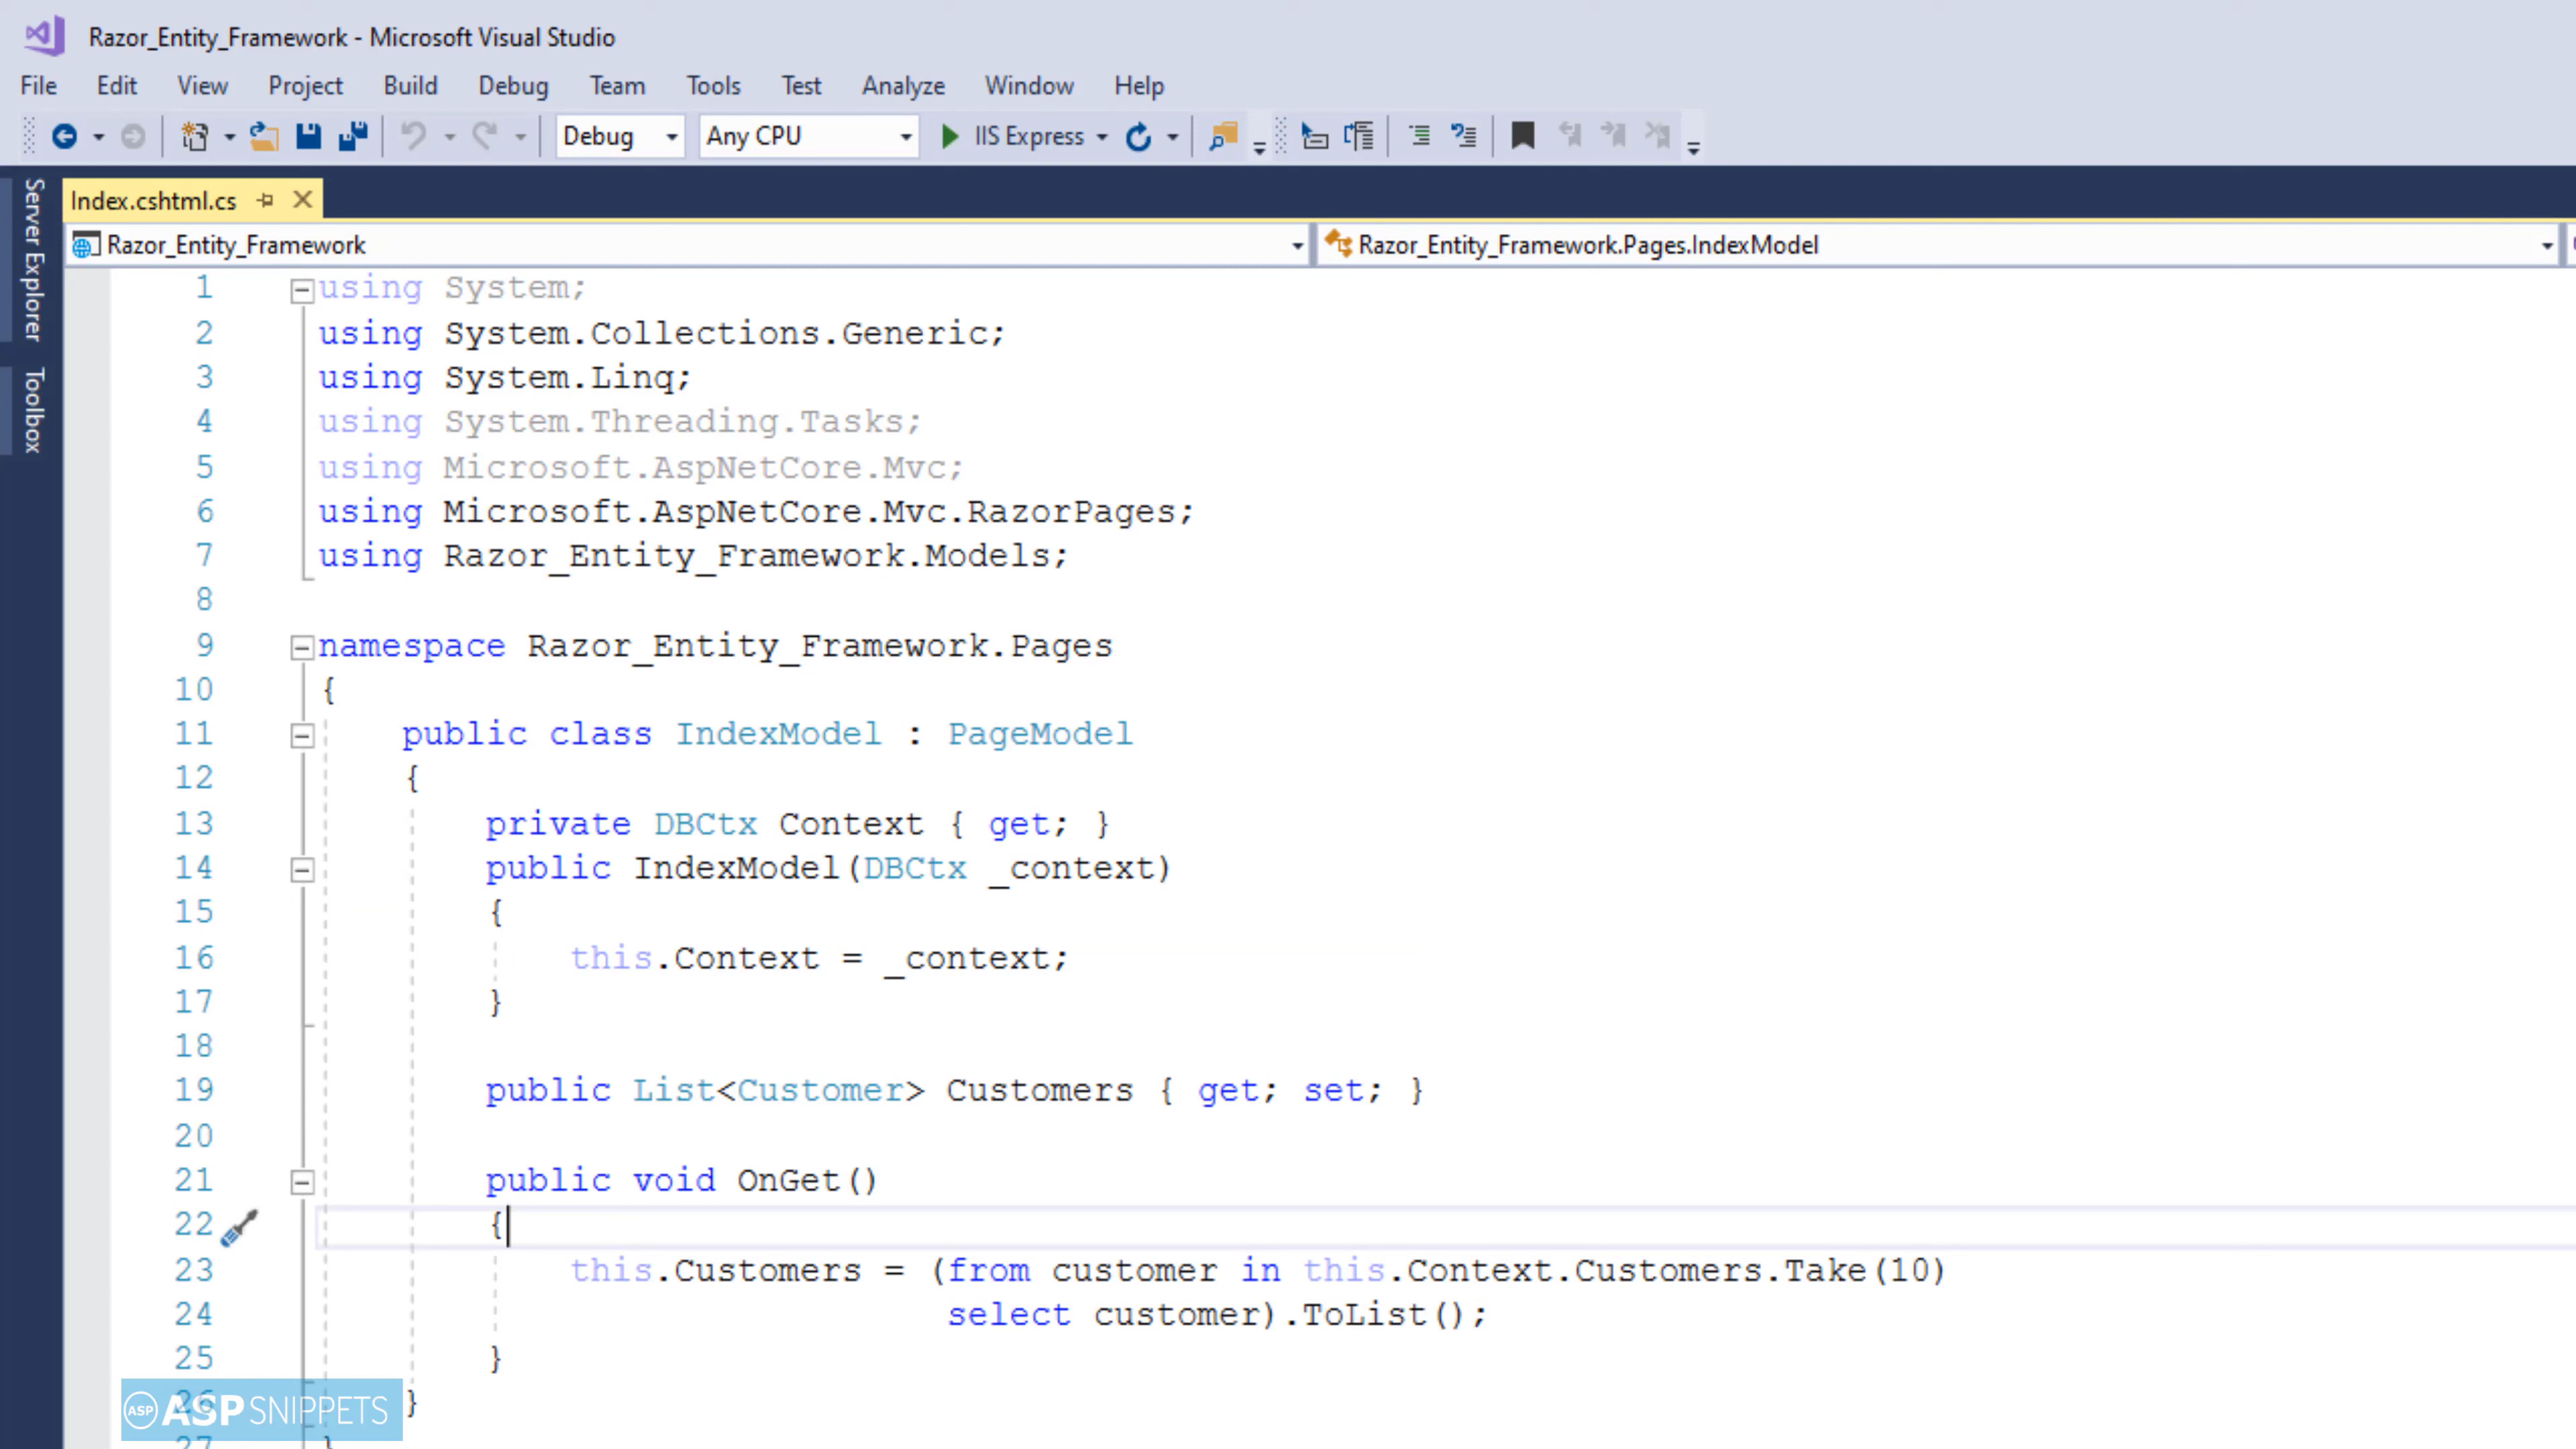 Razor_Entity_Framework - Microsoft Visual Studio
File Edit View Project Build Debug Team Tools Test Analyze Window Help
Debug Any CPU IIS Express
Server Explorer
Toolbox
Index.cshtml.cs
Razor_Entity_Framework Razor_Entity_Framework.Pages.IndexModel
1 using System;
2 using System.Collections.Generic;
3 using System.Linq;
4 using System.Threading.Tasks;
5 using Microsoft.AspNetCore.Mvc;
6 using Microsoft.AspNetCore.Mvc.RazorPages;
7 using Razor_Entity_Framework.Models;
8
9 namespace Razor_Entity_Framework.Pages
10 {
11 public class IndexModel : PageModel
12 {
13 private DBCtx Context { get; }
14 public IndexModel(DBCtx _context)
15 {
16 this.Context = _context;
17 }
18
19 public List<Customer> Customers { get; set; }
20
21 public void OnGet()
22 {
23 this.Customers = (from customer in this.Context.Customers.Take(10)
24 select customer).ToList();
25 }
26 }
27 }
ASP ASPSNIPPETS